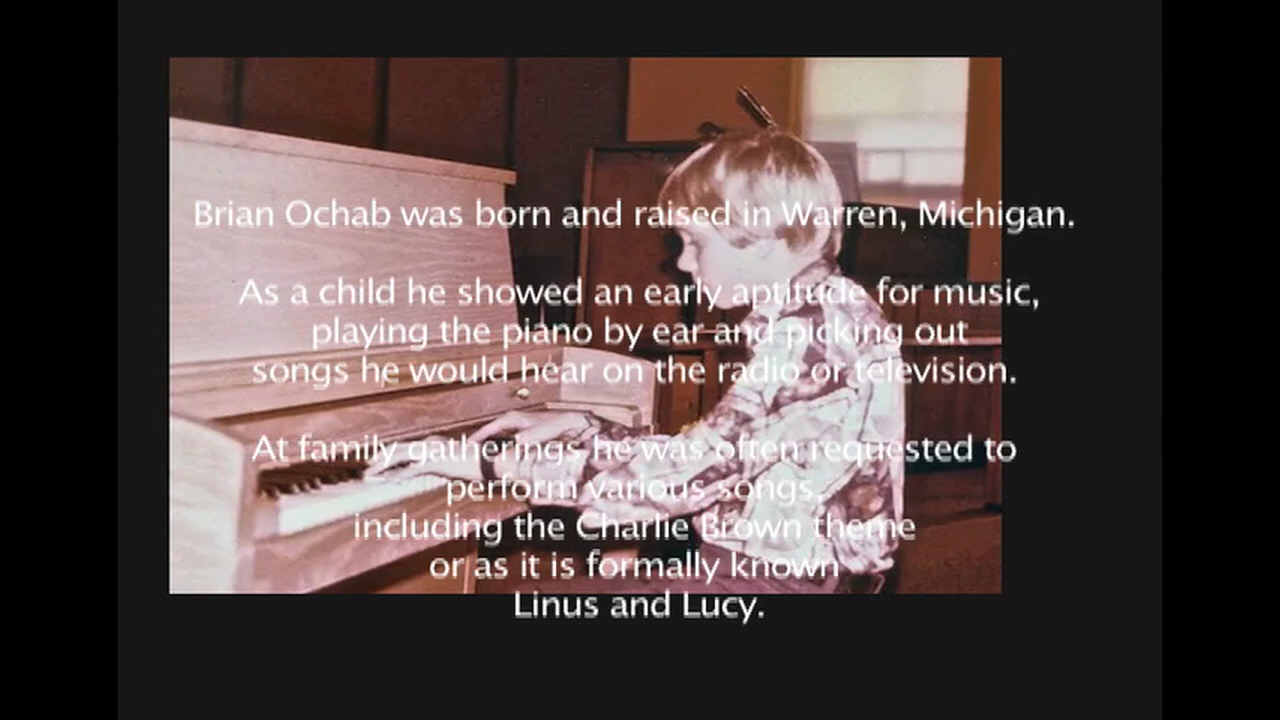 Brian Ochab was born and raised in Warren, Michigan.
As a child he showed an early aptitude for music,
playing the piano by ear and picking out
songs he would hear on the radio or television.
At family gatherings he was often requested to
perform various songs,
including the Charlie Brown theme
or as it is formally known
Linus and Lucy.